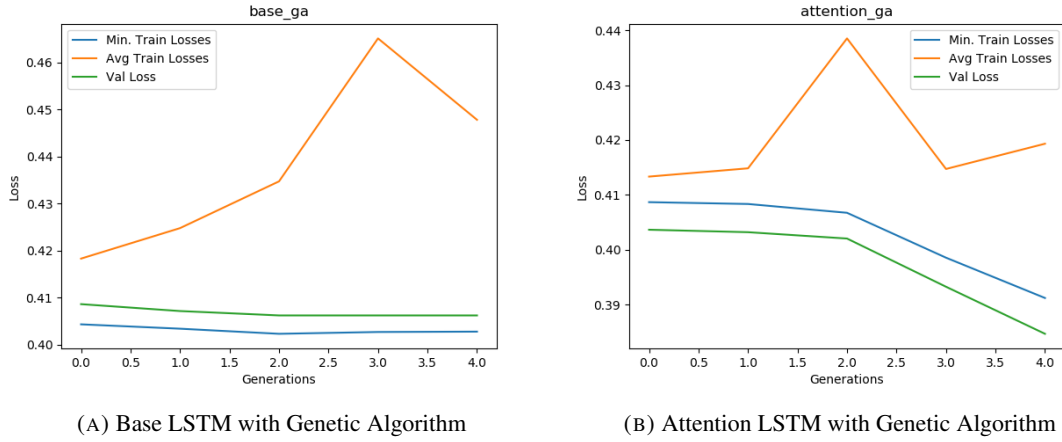 base_ga
Min. Train Losses
Avg Train Losses
Val Loss
0.46
0.45
0.44
0.43
0.42
0.41
0.40
Loss
0.0 0.5 1.0 1.5 2.0 2.5 3.0 3.5 4.0
Generations
(A) Base LSTM with Genetic Algorithm
attention_ga
Min. Train Losses
Avg Train Losses
Val Loss
0.44
0.43
0.42
0.41
0.40
0.39
Loss
0.0 0.5 1.0 1.5 2.0 2.5 3.0 3.5 4.0
Generations
(B) Attention LSTM with Genetic Algorithm